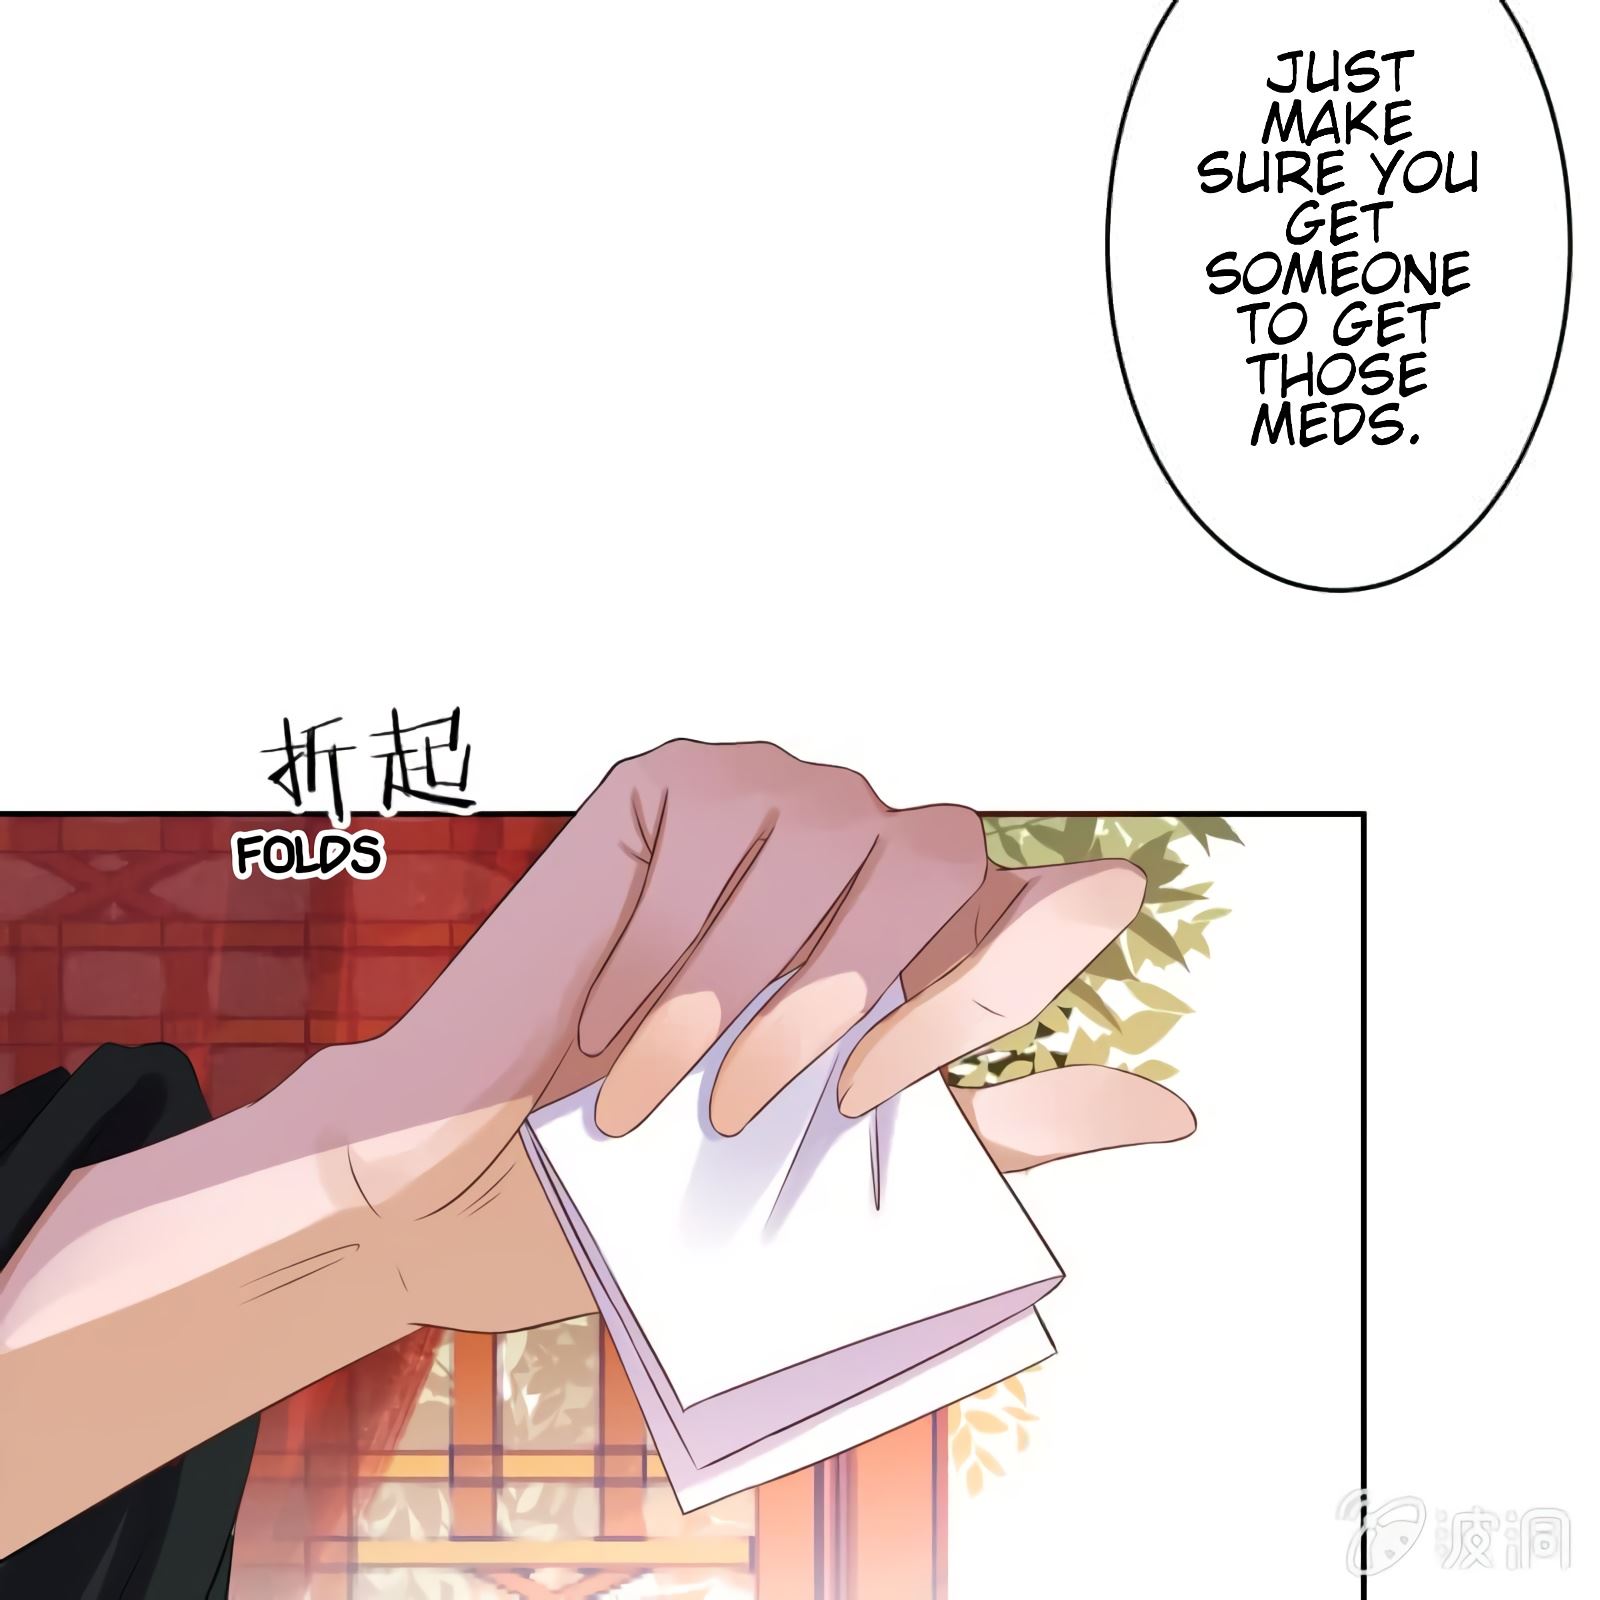 JUST
MAKE
SURE YOU
GET
SOMEONE
TO GET
THOSE
MEDS.
折起
FOLDS
波洞